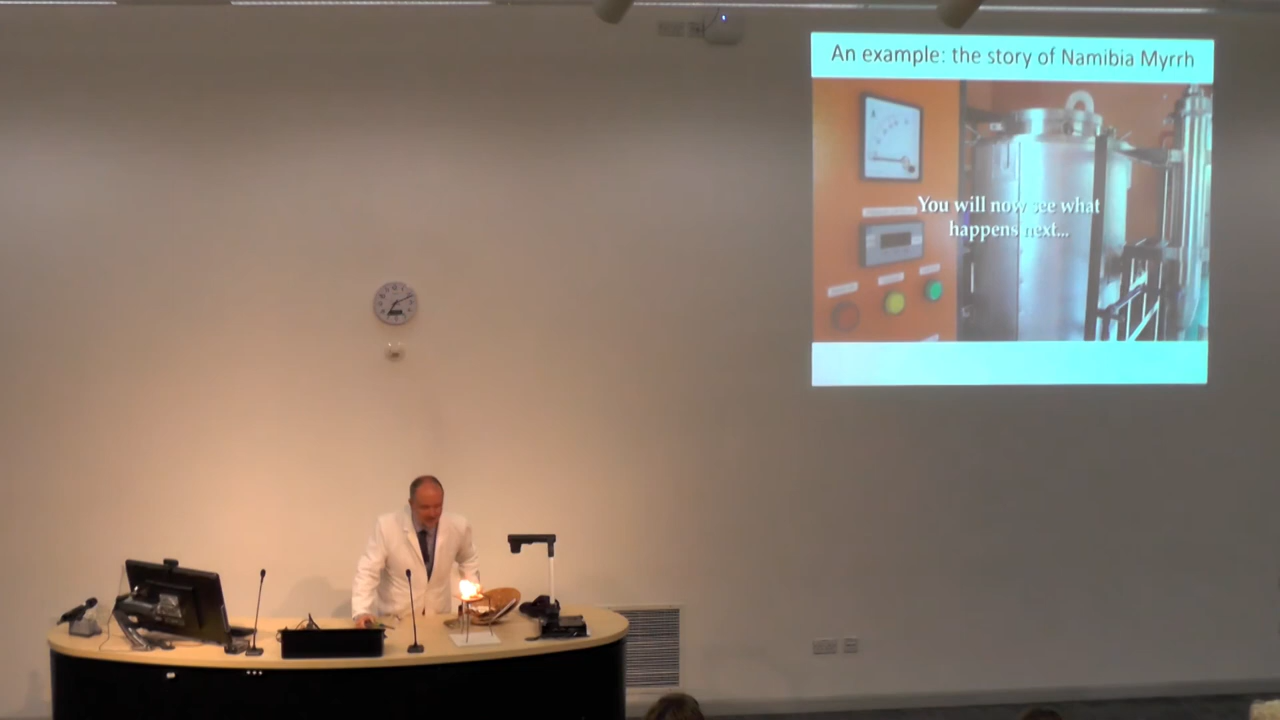 An example: the story of Namibia Myrrh
You will now see what
happens next...